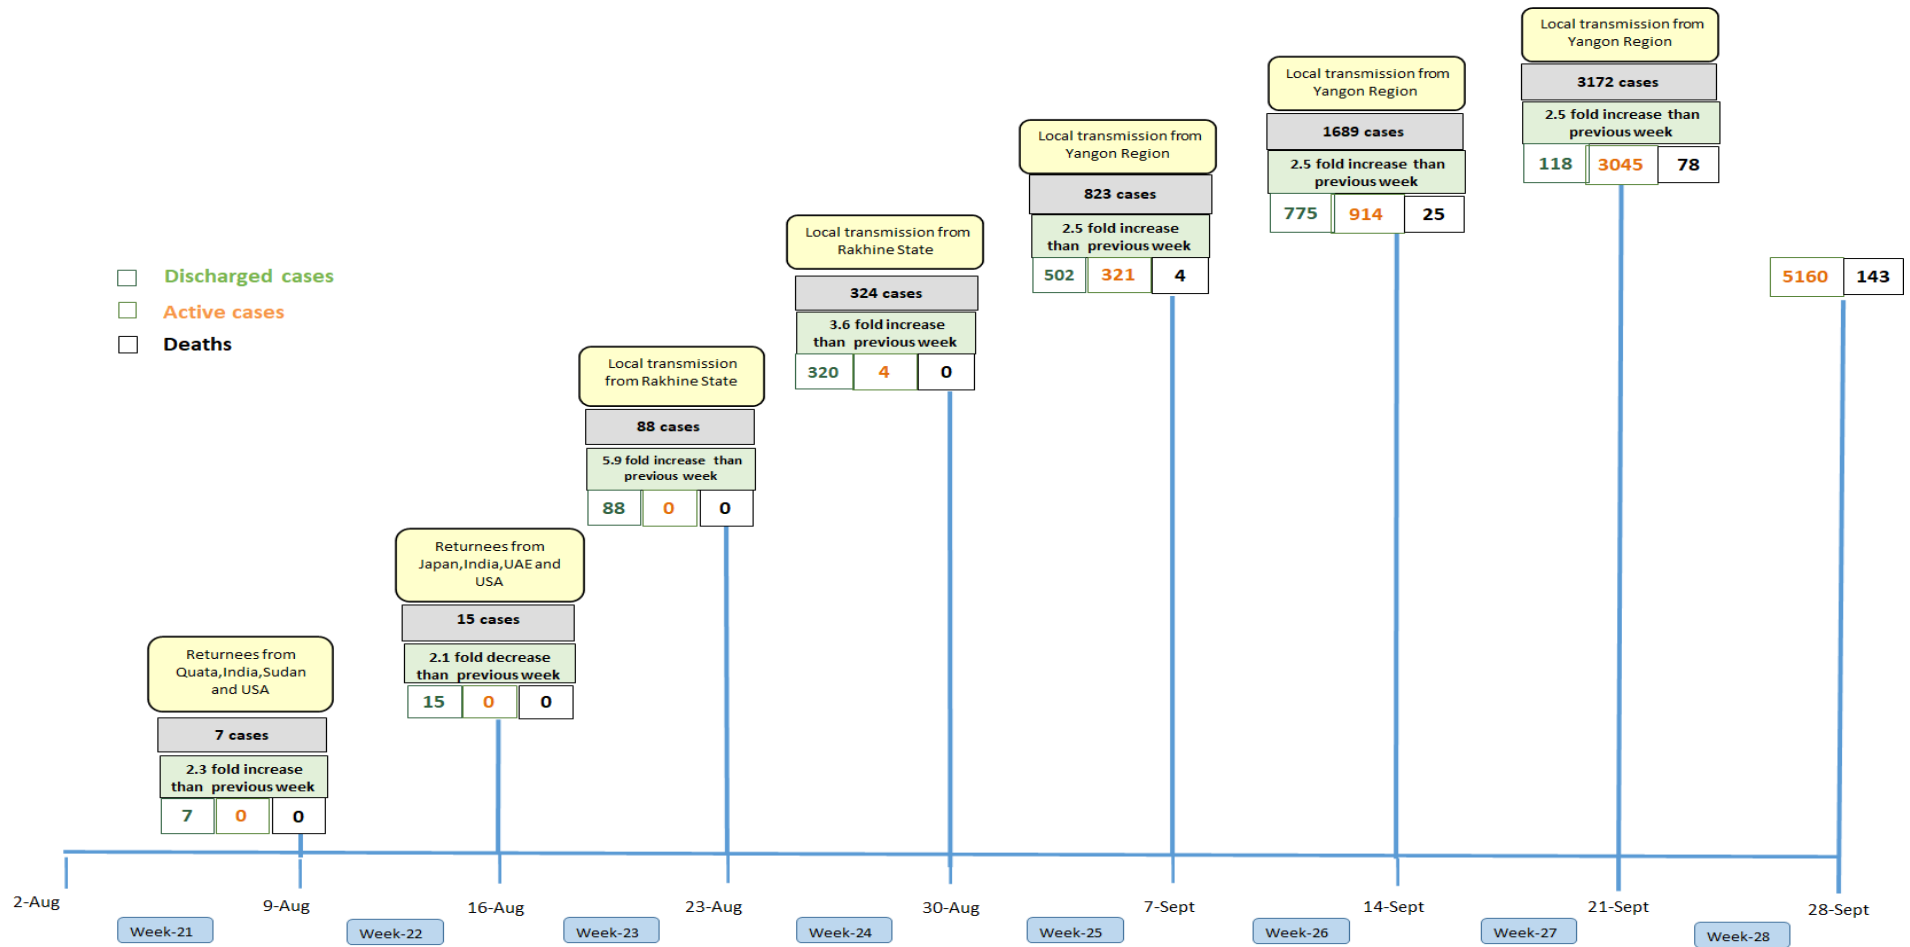 Discharged cases
Active cases
Deaths
Returnees from
Quata,India,Sudan
and USA
7 cases
2.3 fold increase
than previous week
7 0 0
Returnees from
Japan,India,UAE and
USA
15 cases
2.1 fold decrease
than previous week
15 0 0
Local transmission
from Rakhine State
88 cases
5.9 fold increase than
previous week
88 0 0
Local transmission from
Rakhine State
324 cases
3.6 fold increase
than previous week
320 4 0
Local transmission from
Yangon Region
823 cases
2.5 fold increase
than previous week
502 321 4
Local transmission from
Yangon Region
1689 cases
2.5 fold increase than
previous week
775 914 25
Local transmission from
Yangon Region
3172 cases
2.5 fold increase than
previous week
118 3045 78
5160 143
2-Aug 9-Aug 16-Aug 23-Aug 30-Aug 7-Sept 14-Sept 21-Sept 28-Sept
Week-21 Week-22 Week-23 Week-24 Week-25 Week-26 Week-27 Week-28